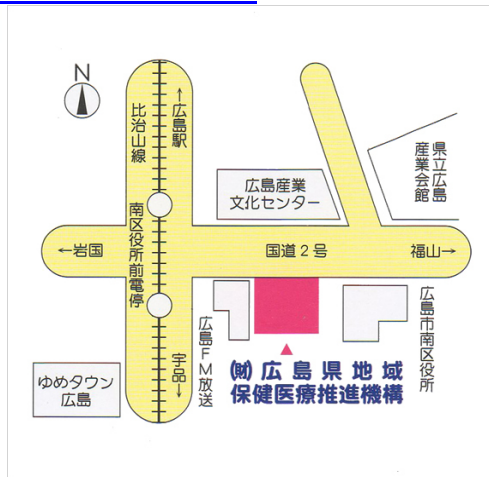 N
比治山線
←広島駅
広島産業
文化センター
県立広島
産業会館
南区役所前電停
←岩国
国道2号
福山→
広島FM放送
宇品→
広島市南区役所
ゆめタウン
広島
㈶広島県地域
保健医療推進機構